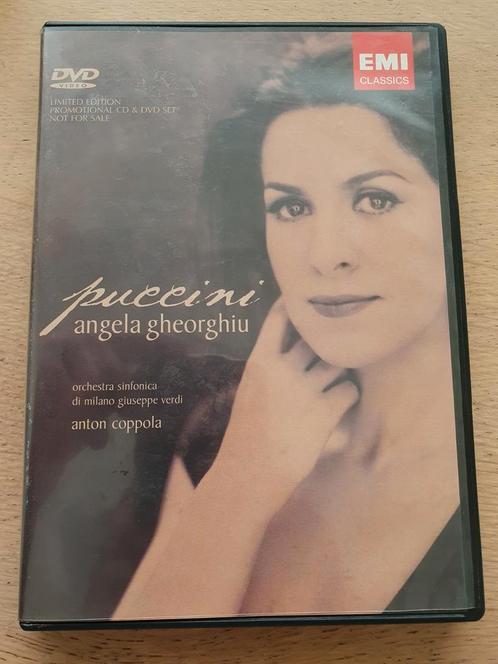 DVD
VIDEO
LIMITED EDITION
PROMOTIONAL CD & DVD SET
NOT FOR SALE
EMI
CLASSICS
puccini
angela gheorghiu
orchestra sinfonica
di milano giuseppe verdi
anton coppola